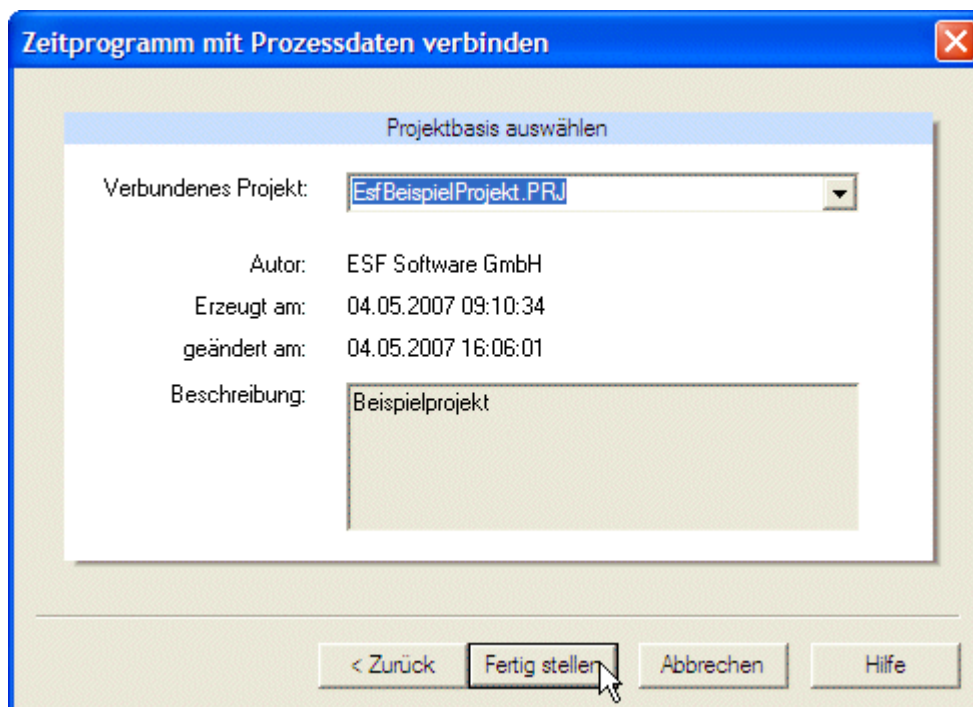 Zeitprogramm mit Prozessdaten verbinden
Projektbasis auswählen
Verbundenes Projekt: EsfBeispielProjekt.PRJ
Autor: ESF Software GmbH
Erzeugt am: 04.05.2007 09:10:34
geändert am: 04.05.2007 16:06:01
Beschreibung: Beispielprojekt
< Zurück Fertig stellen Abbrechen Hilfe